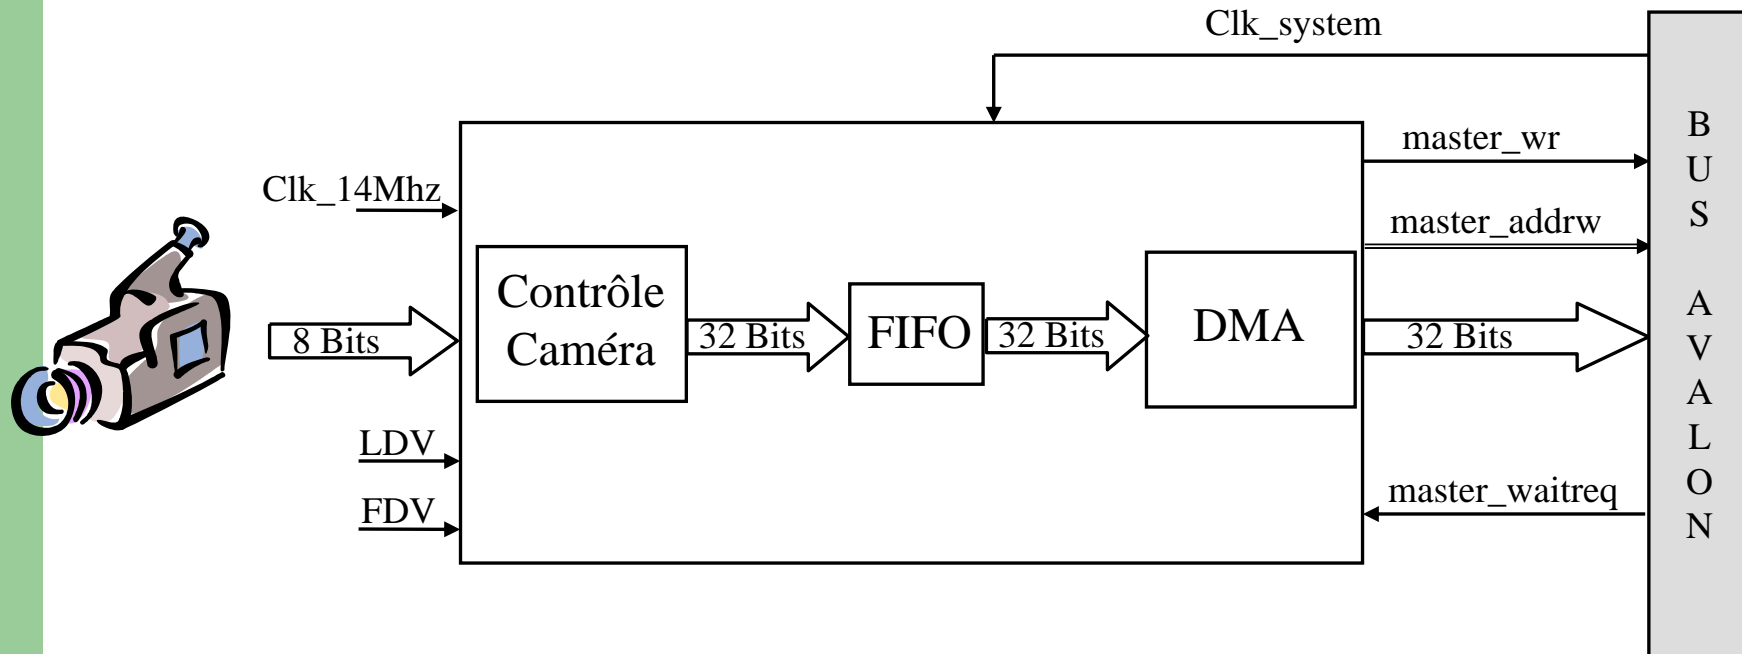 Clk_system
master_wr
Clk_14Mhz
master_addrw
Contrôle
Caméra
8 Bits
32 Bits
FIFO
32 Bits
DMA
32 Bits
LDV
FDV
master_waitreq
B
U
S
A
V
A
L
O
N